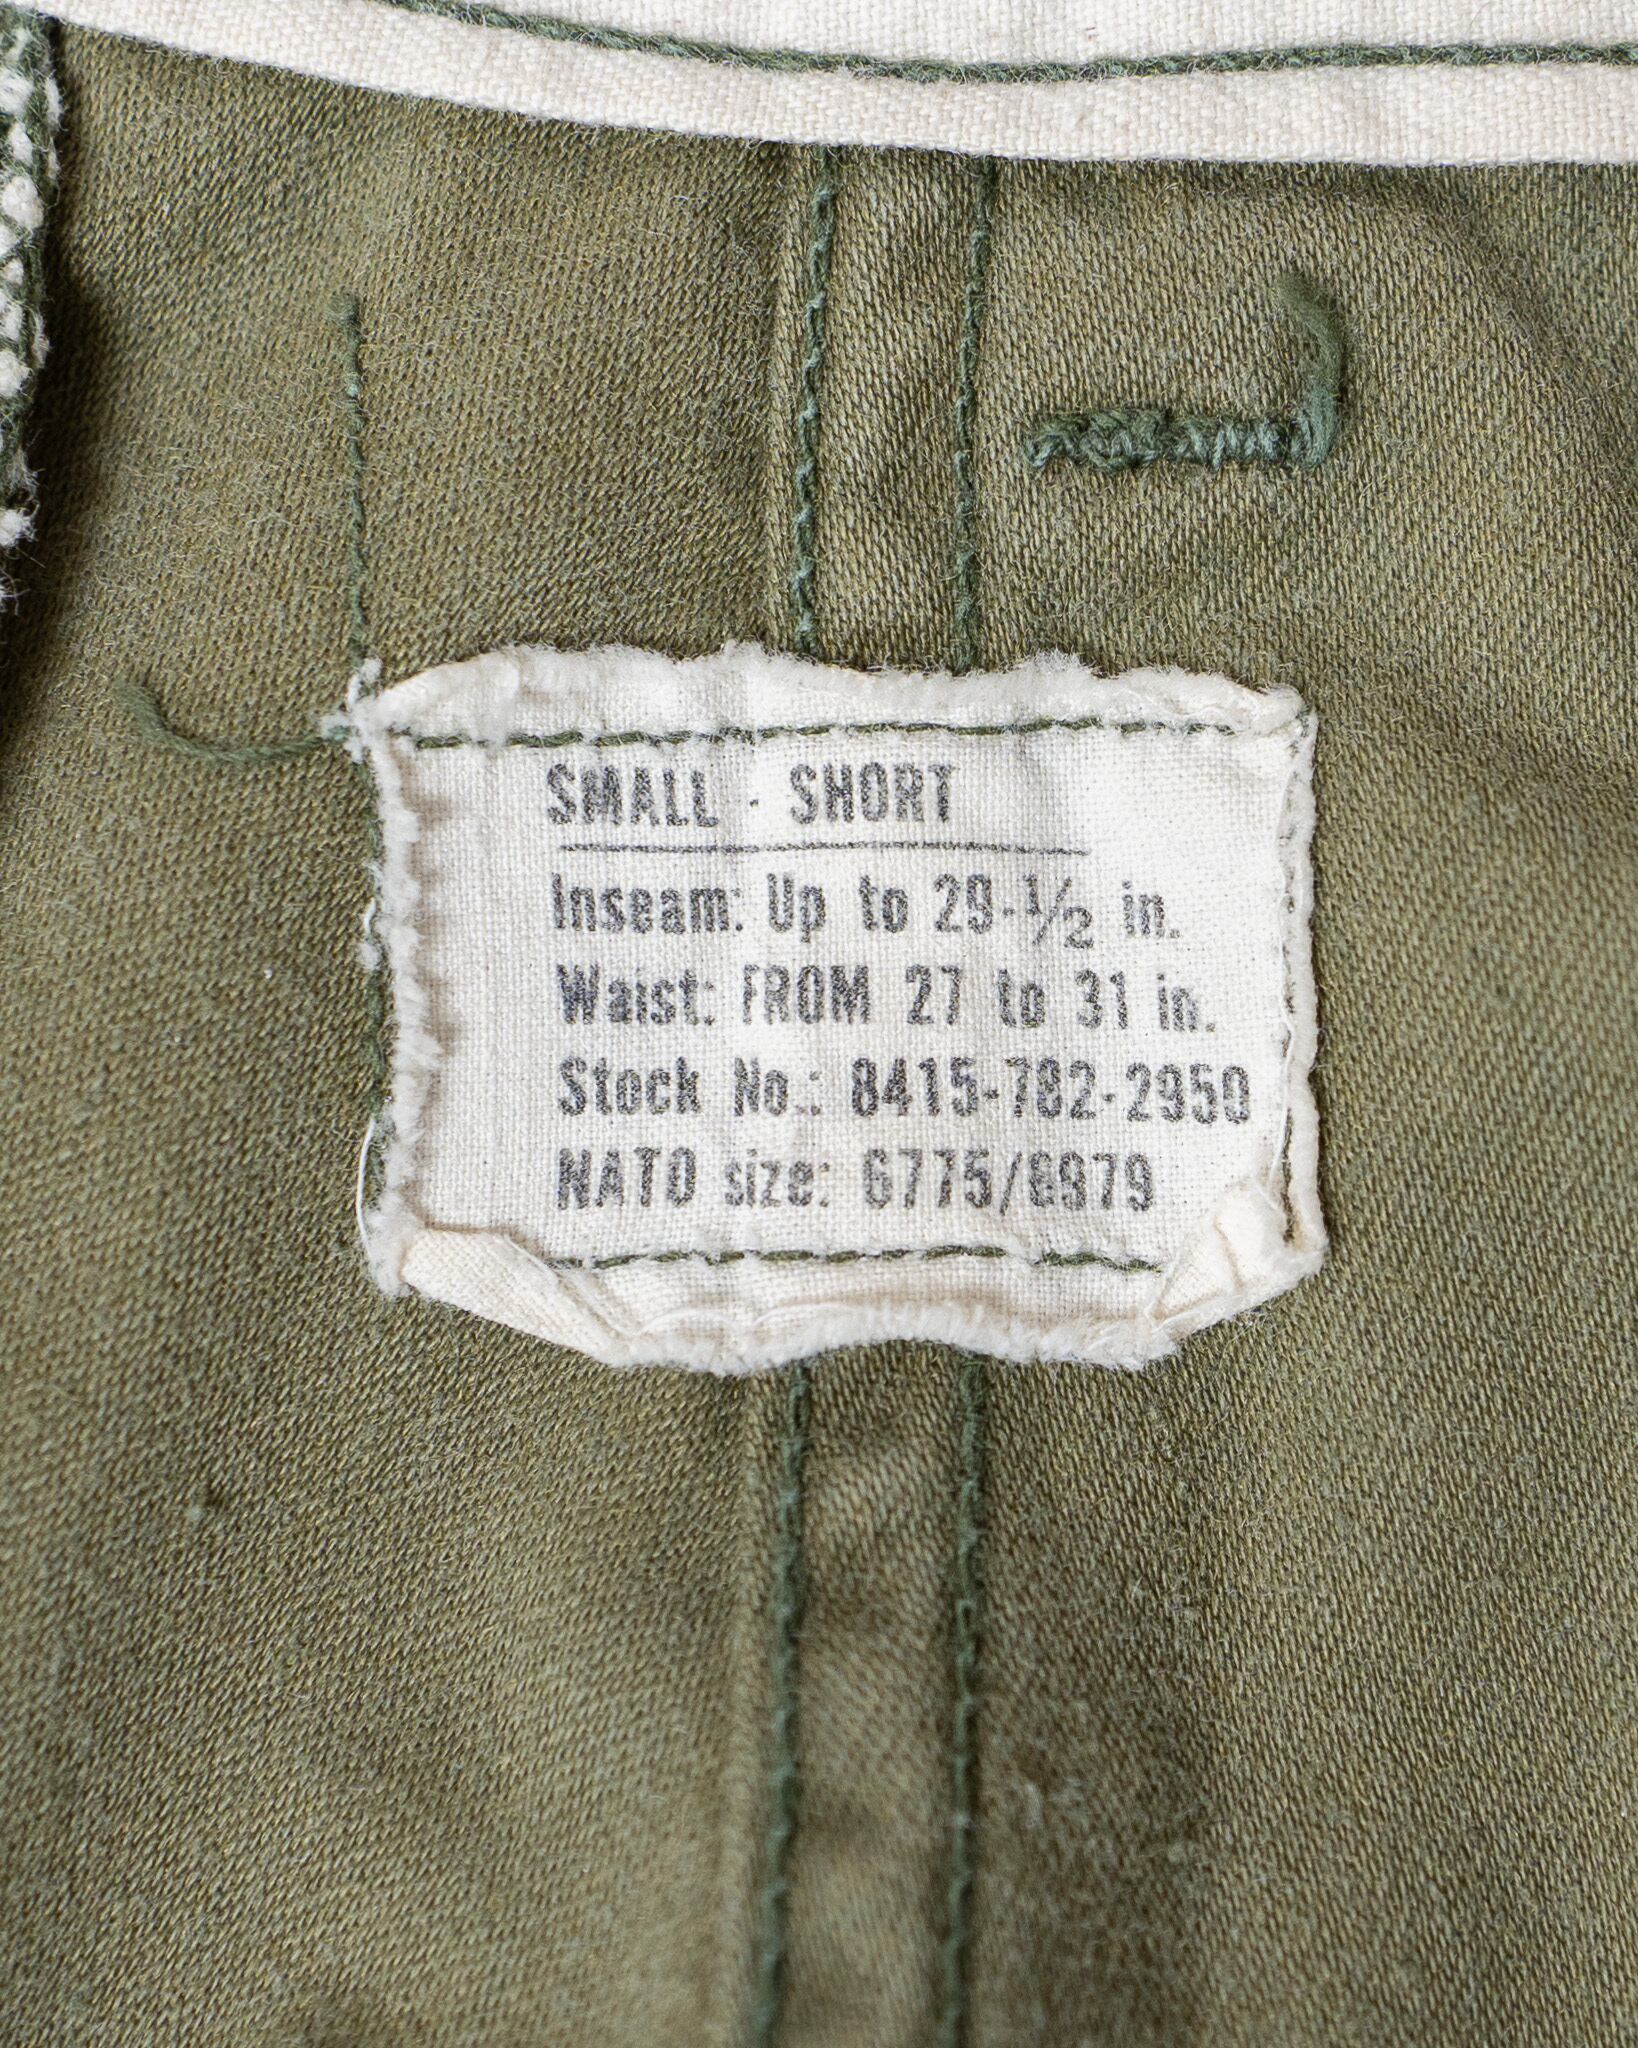 SMALL - SHORT
Inseam: Up to 29-1/2 in.
Waist: FROM 27 to 31 in.
Stock No.: 8415-782-2950
NATO size: 6775/6979